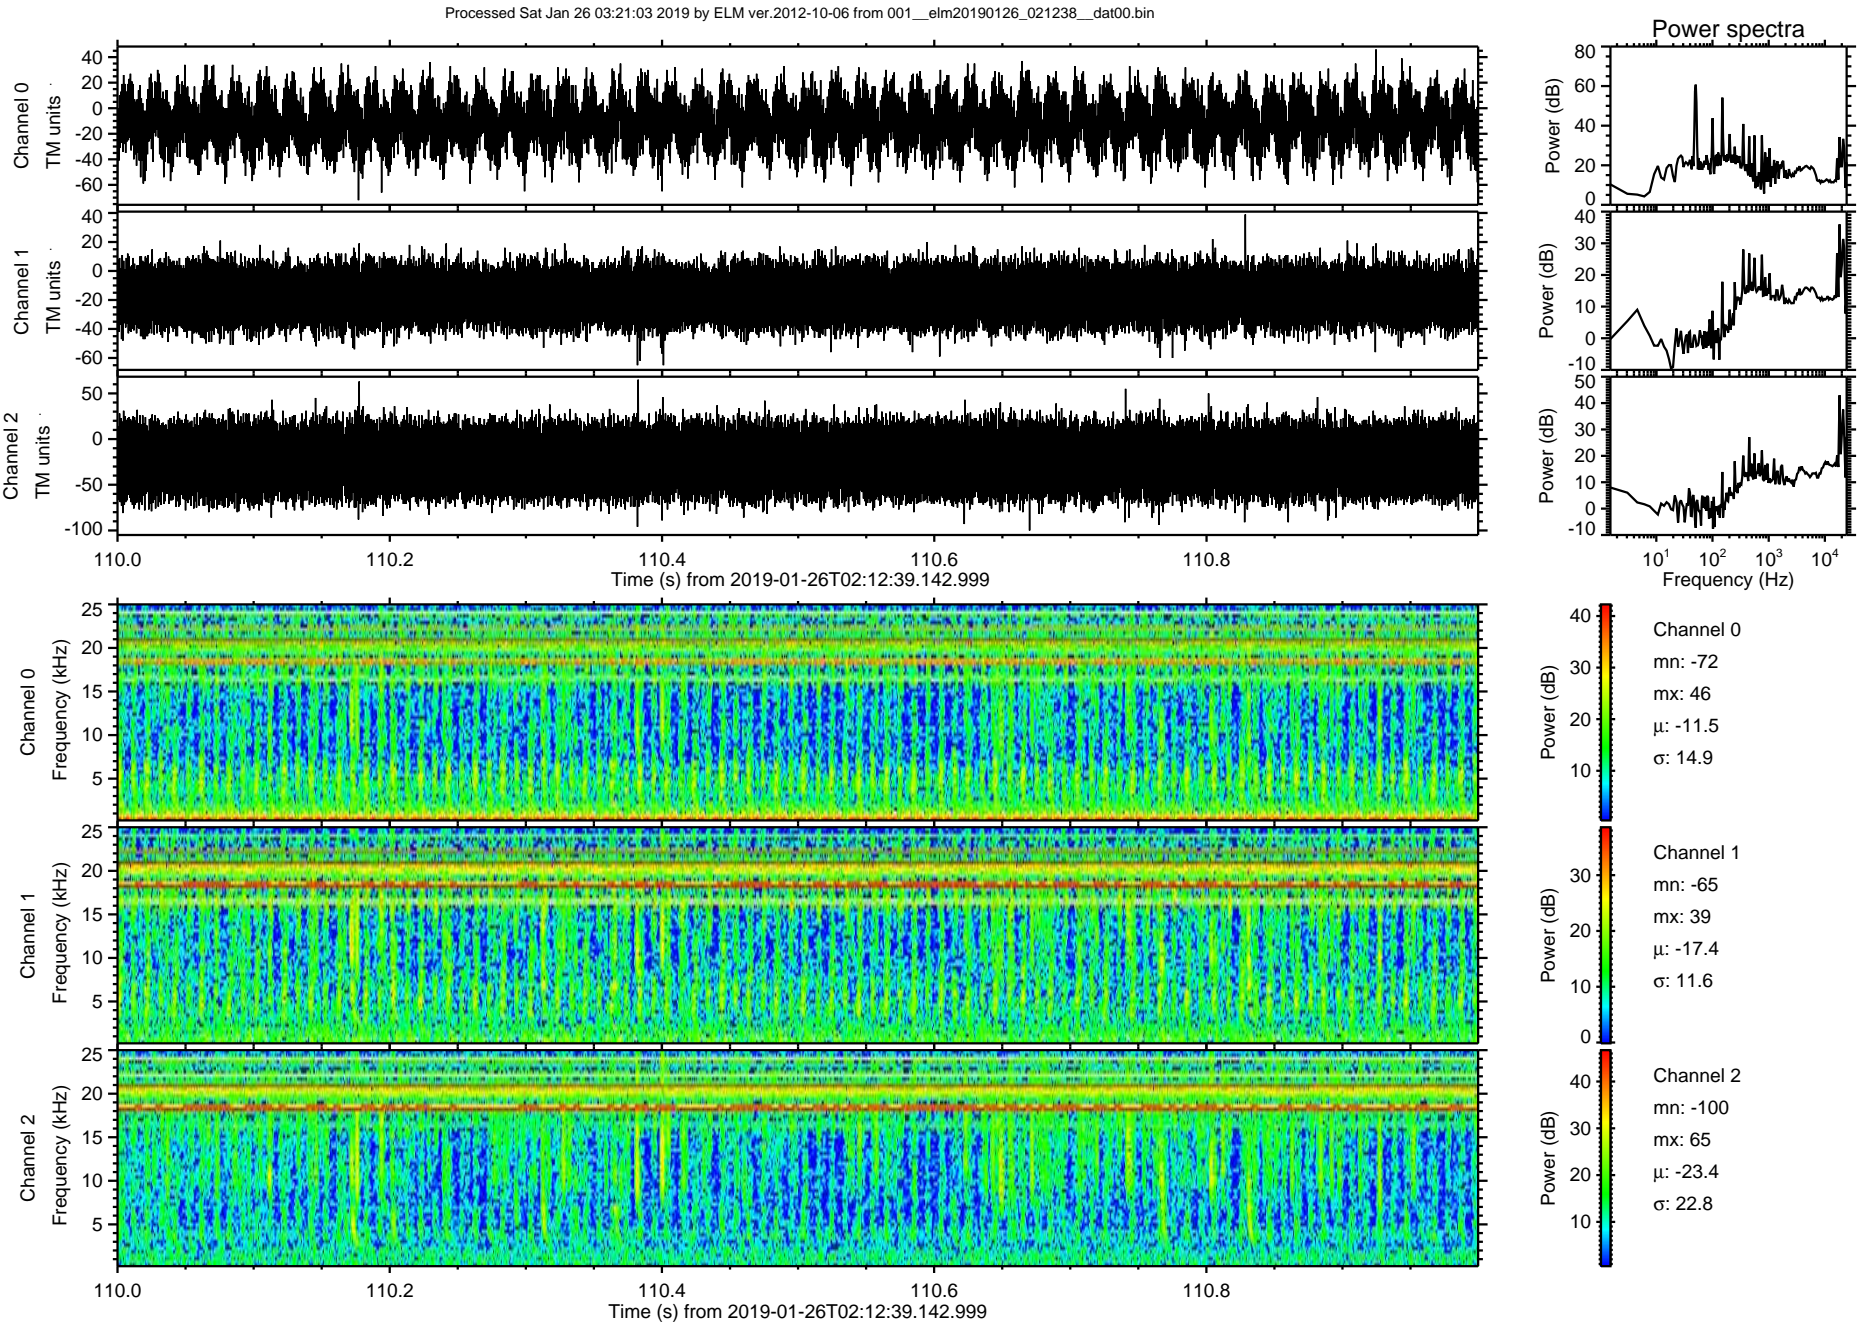 Processed Sat Jan 26 03:21:03 2019 by ELM ver.2012-10-06 from 001__elm20190126_021238__dat00.bin
Power spectra
Channel 0
TM units
40
20
0
-20
-40
-60
Power (dB)
80
60
40
20
0
Channel 1
TM units
40
20
0
-20
-40
-60
Power (dB)
40
30
20
10
0
-10
Channel 2
TM units
50
0
-50
-100
Power (dB)
50
40
30
20
10
0
-10
110.0 110.2 110.4 110.6 110.8
Time (s) from 2019-01-26T02:12:39.142.999
10¹ 10² 10³ 10⁴
Frequency (Hz)
Channel 0
Frequency (kHz)
25
20
15
10
5
Power (dB)
40
30
20
10
Channel 0
mn: -72
mx: 46
μ: -11.5
σ: 14.9
Channel 1
Frequency (kHz)
25
20
15
10
5
Power (dB)
30
20
10
0
Channel 1
mn: -65
mx: 39
μ: -17.4
σ: 11.6
Channel 2
Frequency (kHz)
25
20
15
10
5
Power (dB)
40
30
20
10
Channel 2
mn: -100
mx: 65
μ: -23.4
σ: 22.8
110.0 110.2 110.4 110.6 110.8
Time (s) from 2019-01-26T02:12:39.142.999